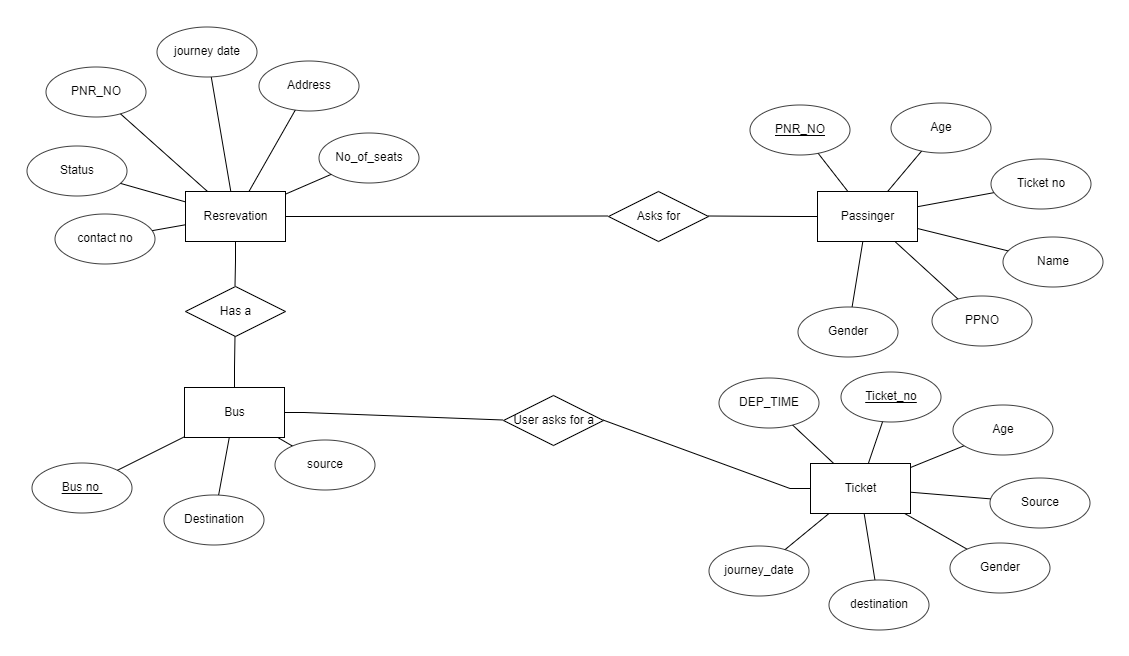 journey date
PNR_NO
Address
No_of_seats
Status
contact no
Resrevation
Asks for
PNR_NO
Age
Ticket no
Passinger
Name
PPNO
Gender
Has a
Bus
User asks for a
Bus no
source
Destination
DEP_TIME
Ticket_no
Age
Ticket
Source
Gender
journey_date
destination